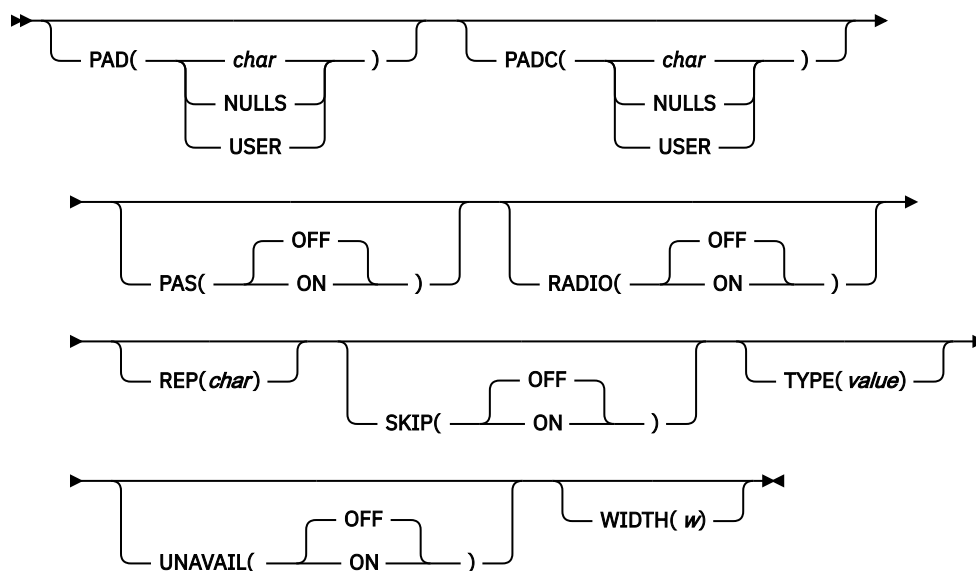 PAD( char ) PADC( char )
NULLS NULLS
USER USER
OFF OFF
PAS( ON ) RADIO( ON )
REP(char) OFF TYPE(value)
SKIP( ON )
OFF WIDTH( w)
UNAVAIL( ON )